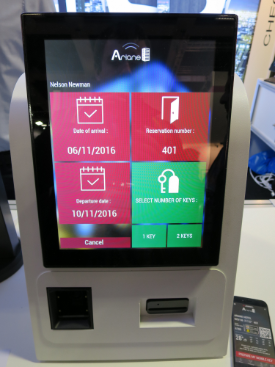 Ariane
Nelson Newman
Date of arrival :
06/11/2016
Reservation number :
401
Departure date :
10/11/2016
SELECT NUMBER OF KEYS :
Cancel
1 KEY
2 KEYS